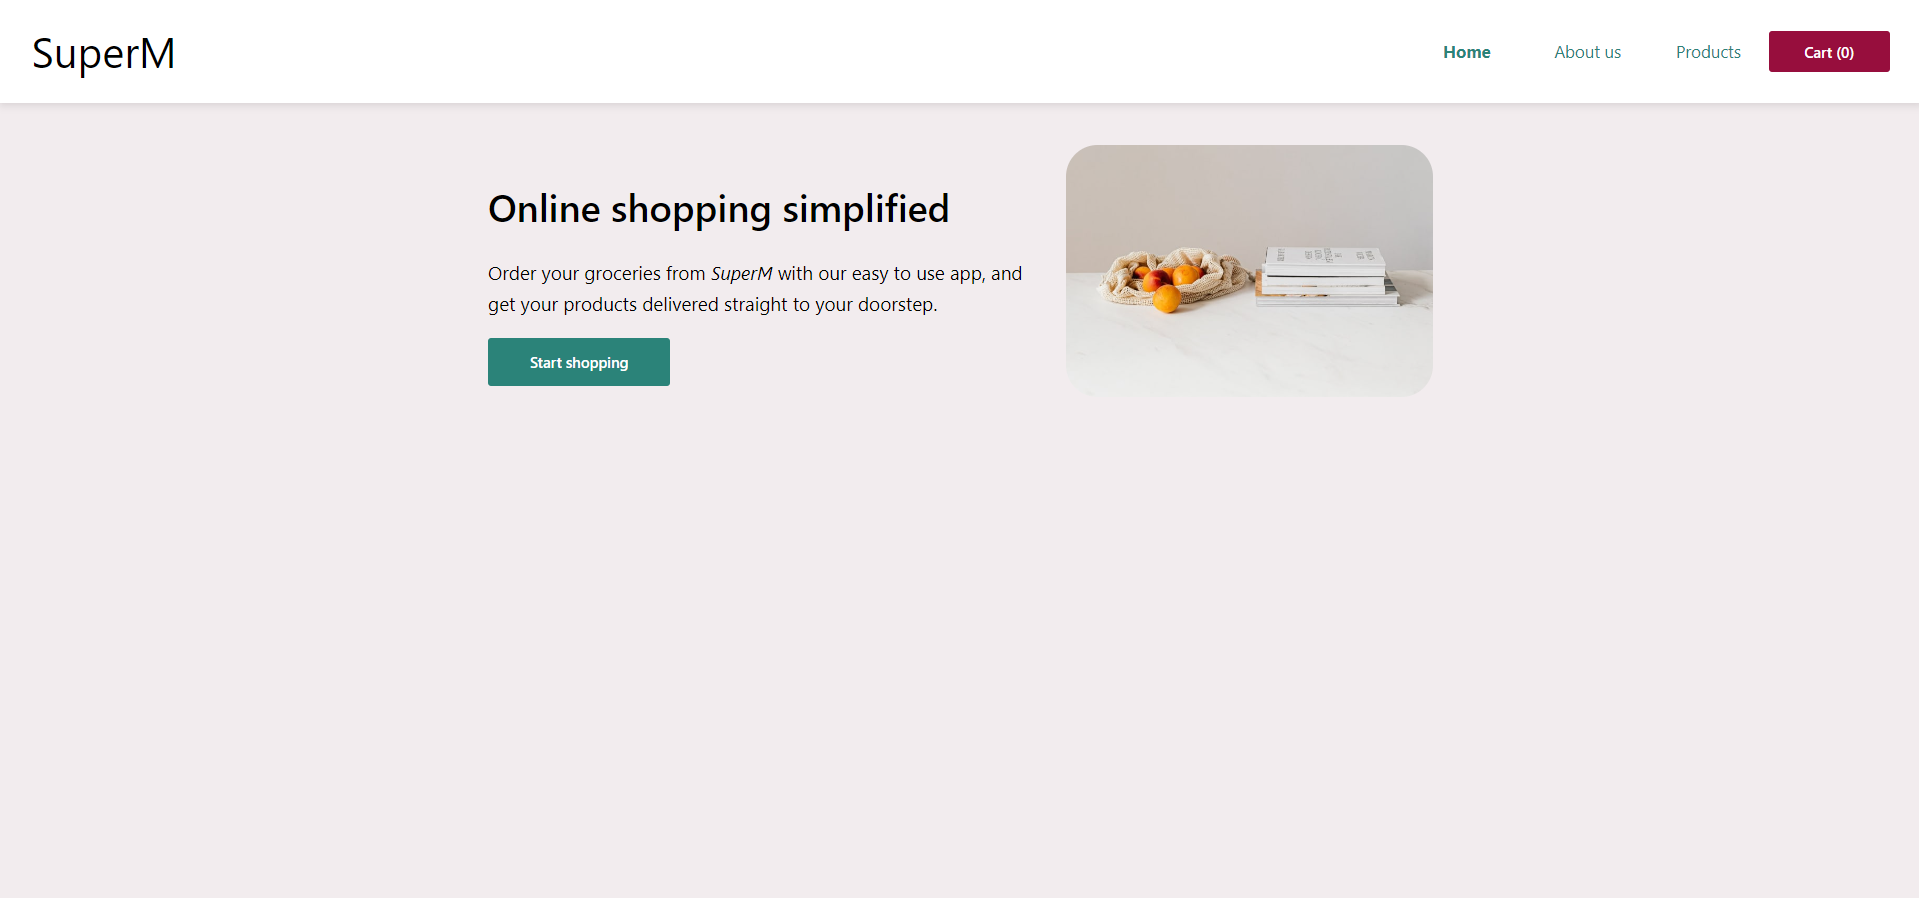 SuperM
Home
About us
Products
Cart (0)
Online shopping simplified
Order your groceries from SuperM with our easy to use app, and
get your products delivered straight to your doorstep.
Start shopping